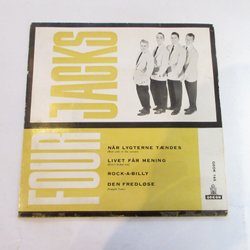 FOUR JACKS
NÅR LYGTERNE TÆNDES
LIVET FÅR MENING
ROCK-A-BILLY
DEN FREDLØSE
ODEON